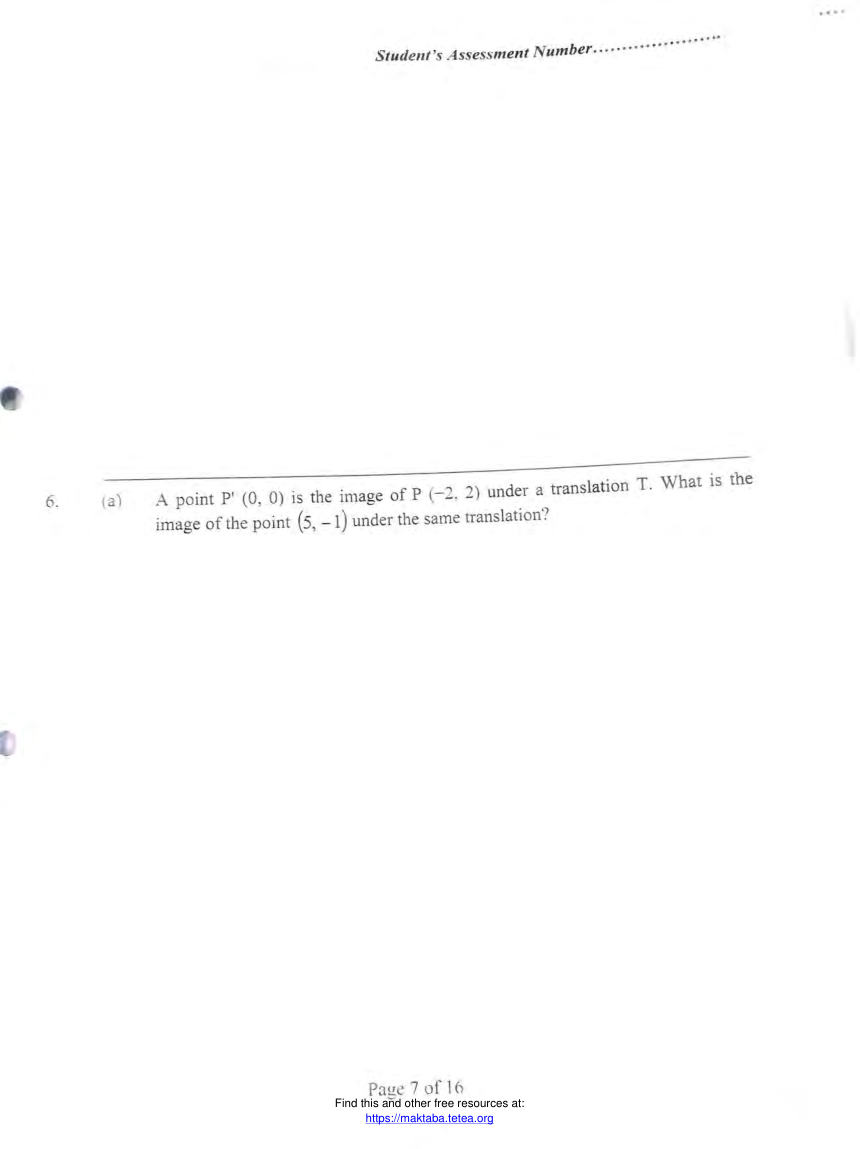 Student's Assessment Number......................
6. (a) A point P' (0, 0) is the image of P (−2, 2) under a translation T. What is the
image of the point (5, −1) under the same translation?
Page 7 of 16
Find this and other free resources at:
https://maktaba.tetea.org